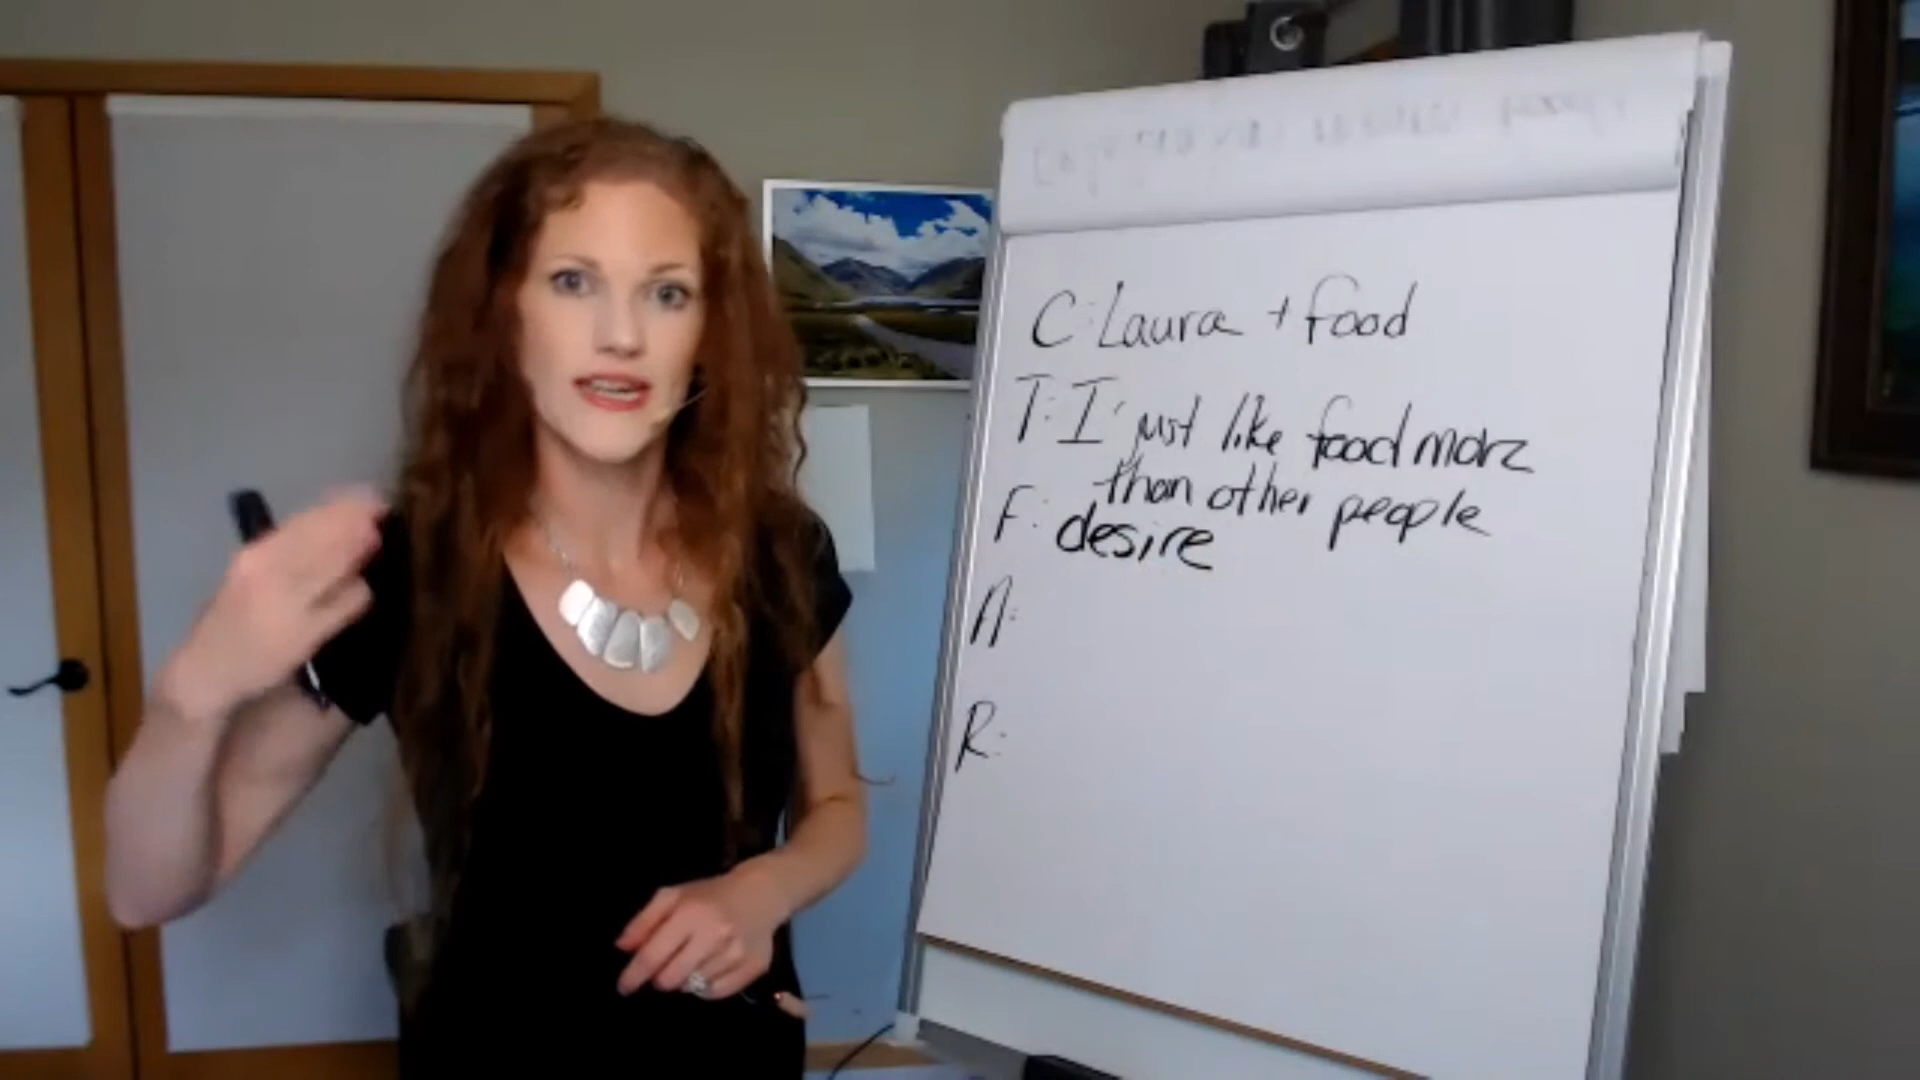 C: Laura + food
T: I just like food more
than other people
F: desire
A:
R: